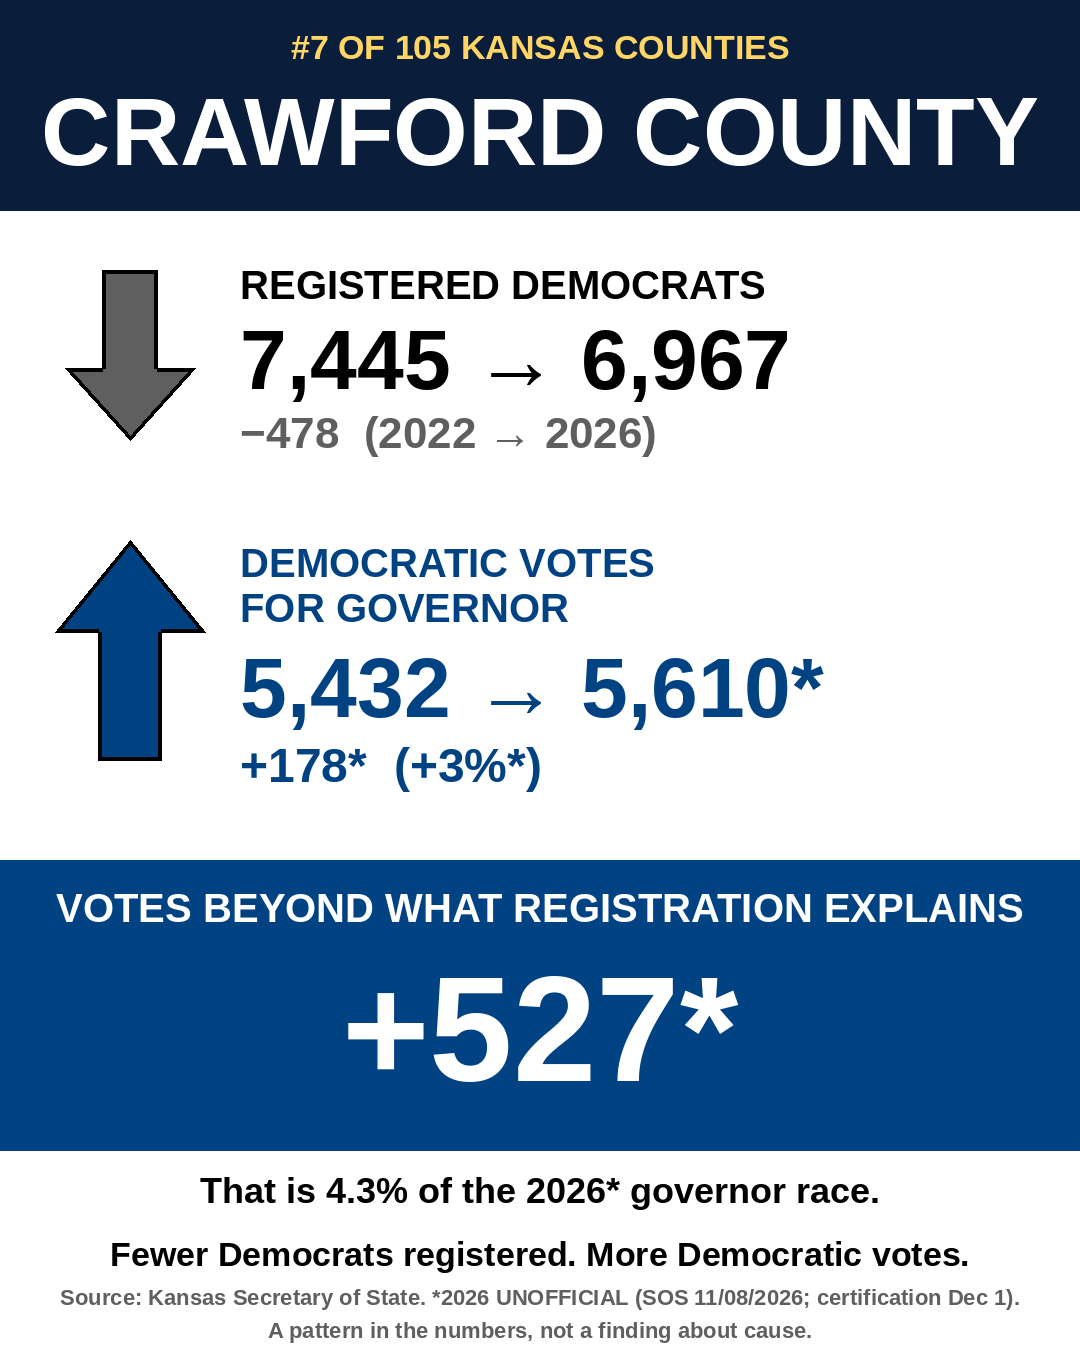 #7 OF 105 KANSAS COUNTIES
CRAWFORD COUNTY
REGISTERED DEMOCRATS
7,445 → 6,967
−478 (2022 → 2026)
DEMOCRATIC VOTES
FOR GOVERNOR
5,432 → 5,610*
+178* (+3%*)
VOTES BEYOND WHAT REGISTRATION EXPLAINS
+527*
That is 4.3% of the 2026* governor race.
Fewer Democrats registered. More Democratic votes.
Source: Kansas Secretary of State. *2026 UNOFFICIAL (SOS 11/08/2026; certification Dec 1).
A pattern in the numbers, not a finding about cause.